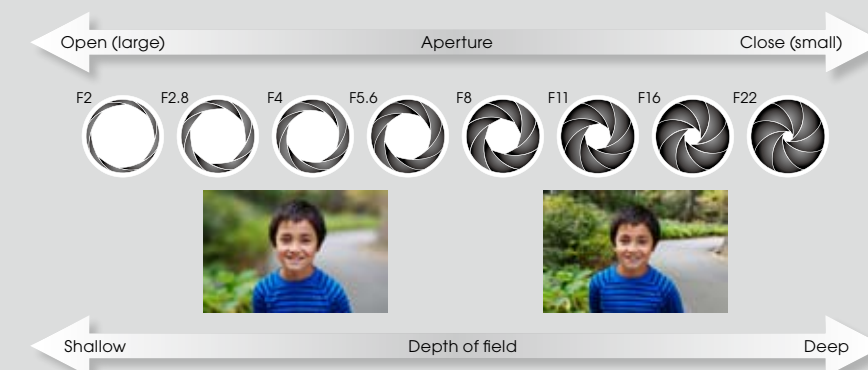 Open (large) Aperture Close (small)
F2 F2.8 F4 F5.6 F8 F11 F16 F22
Shallow Depth of field Deep